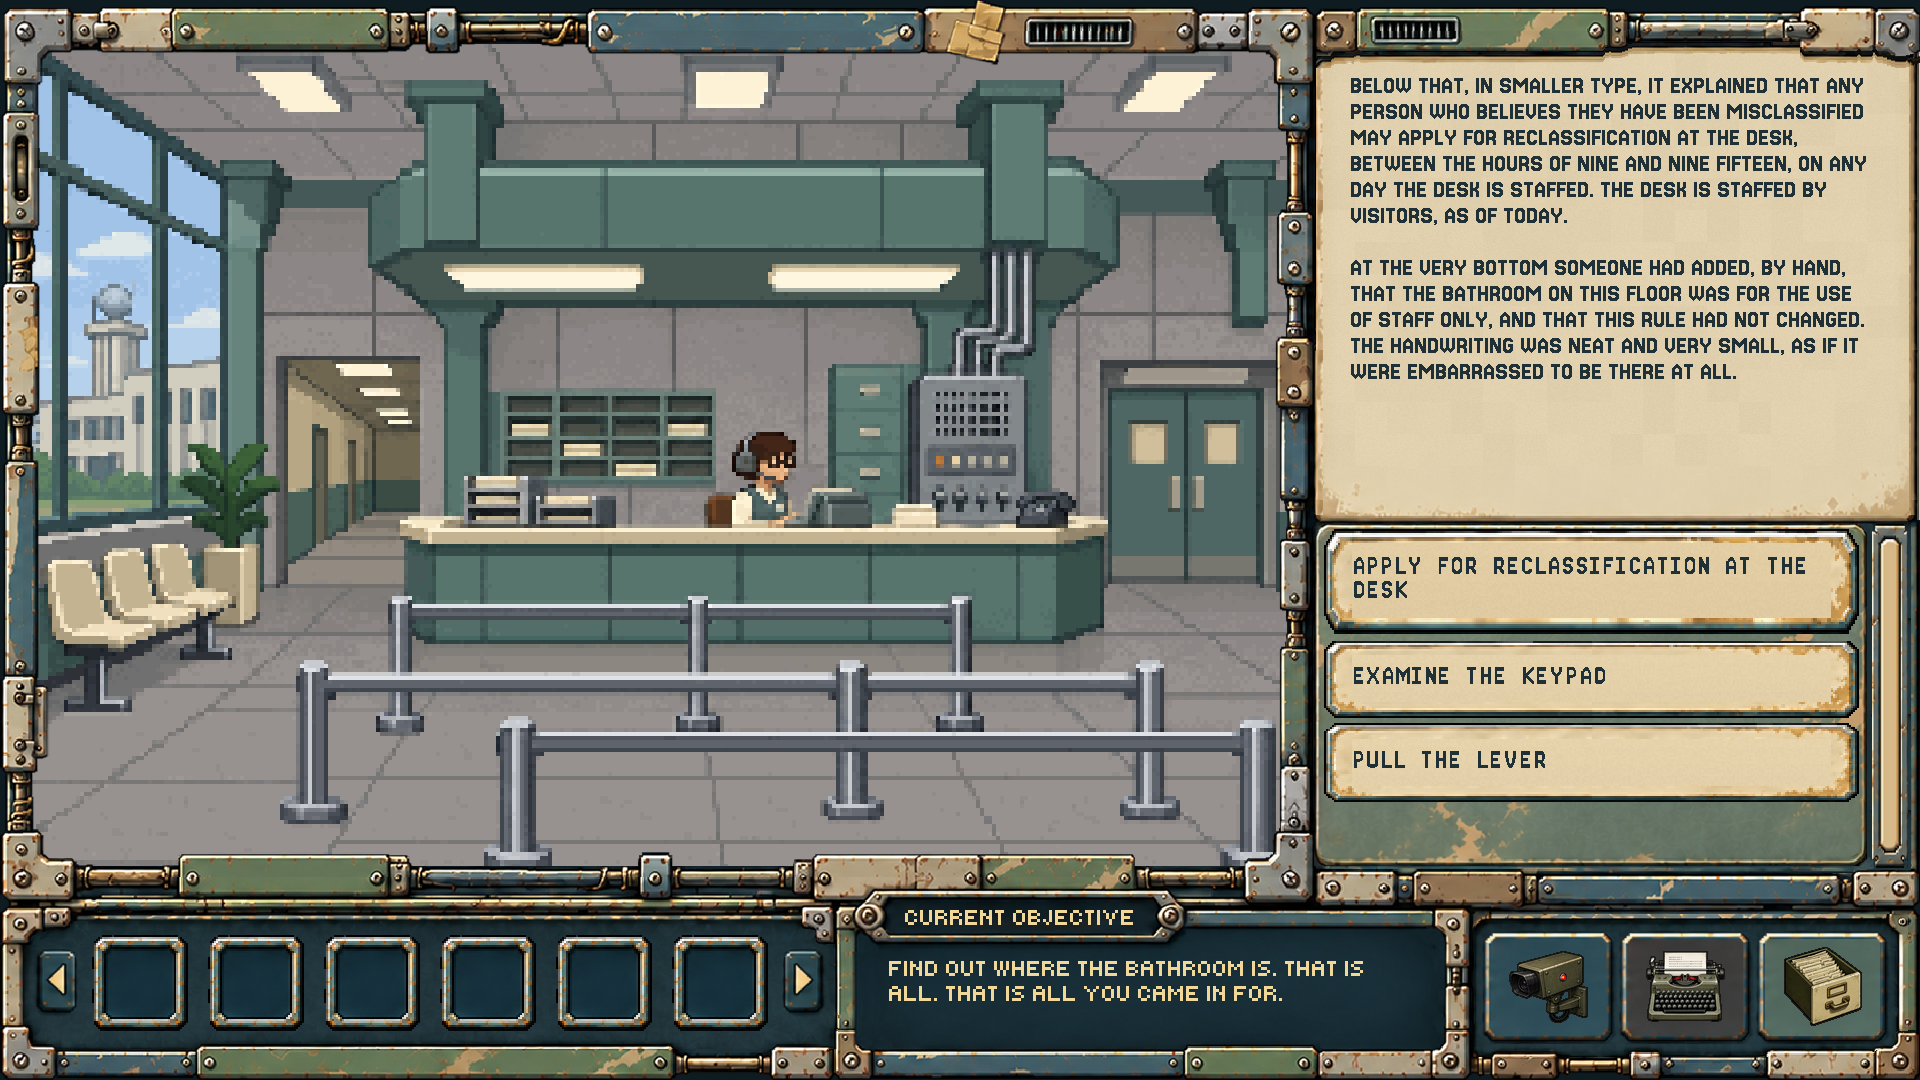 BELOW THAT, IN SMALLER TYPE, IT EXPLAINED THAT ANY
PERSON WHO BELIEVES THEY HAVE BEEN MISCLASSIFIED
MAY APPLY FOR RECLASSIFICATION AT THE DESK,
BETWEEN THE HOURS OF NINE AND NINE FIFTEEN, ON ANY
DAY THE DESK IS STAFFED. THE DESK IS STAFFED BY
VISITORS, AS OF TODAY.
AT THE VERY BOTTOM SOMEONE HAD ADDED, BY HAND,
THAT THE BATHROOM ON THIS FLOOR WAS FOR THE USE
OF STAFF ONLY, AND THAT THIS RULE HAD NOT CHANGED.
THE HANDWRITING WAS NEAT AND VERY SMALL, AS IF IT
WERE EMBARRASSED TO BE THERE AT ALL.
APPLY FOR RECLASSIFICATION AT THE
DESK
EXAMINE THE KEYPAD
PULL THE LEVER
CURRENT OBJECTIVE
FIND OUT WHERE THE BATHROOM IS. THAT IS
ALL. THAT IS ALL YOU CAME IN FOR.